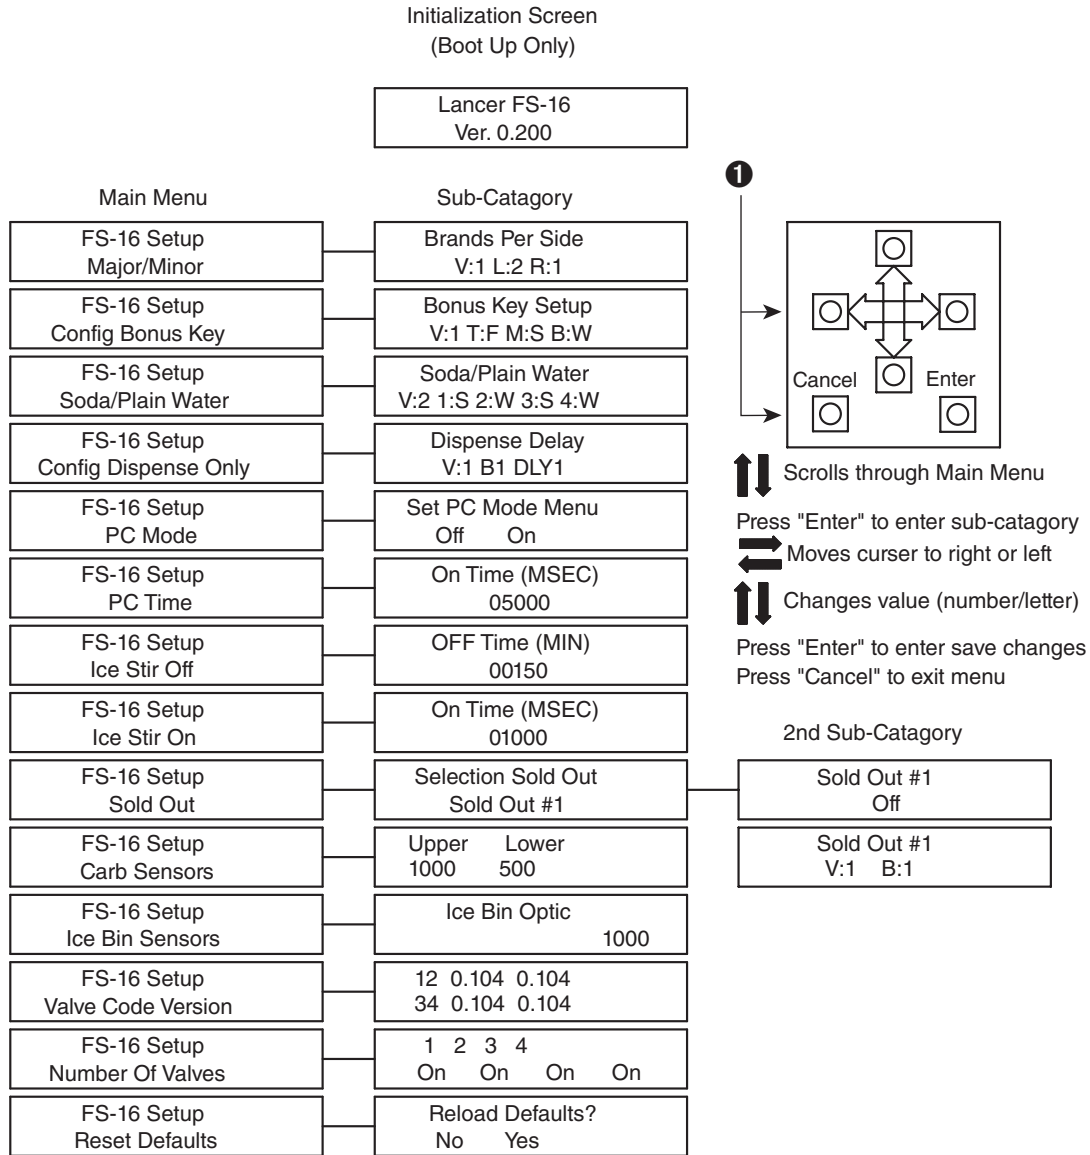 Initialization Screen
(Boot Up Only)
Lancer FS-16
Ver. 0.200
Main Menu
Sub-Catagory
FS-16 Setup
Major/Minor
Brands Per Side
V:1 L:2 R:1
FS-16 Setup
Config Bonus Key
Bonus Key Setup
V:1 T:F M:S B:W
FS-16 Setup
Soda/Plain Water
Soda/Plain Water
V:2 1:S 2:W 3:S 4:W
FS-16 Setup
Config Dispense Only
Dispense Delay
V:1 B1 DLY1
FS-16 Setup
PC Mode
Set PC Mode Menu
Off On
FS-16 Setup
PC Time
On Time (MSEC)
05000
FS-16 Setup
Ice Stir Off
OFF Time (MIN)
00150
FS-16 Setup
Ice Stir On
On Time (MSEC)
01000
FS-16 Setup
Sold Out
Selection Sold Out
Sold Out #1
FS-16 Setup
Carb Sensors
Upper Lower
1000 500
FS-16 Setup
Ice Bin Sensors
Ice Bin Optic
1000
FS-16 Setup
Valve Code Version
12 0.104 0.104
34 0.104 0.104
FS-16 Setup
Number Of Valves
1 2 3 4
On On On On
FS-16 Setup
Reset Defaults
Reload Defaults?
No Yes
❶
Cancel Enter
Scrolls through Main Menu
Press "Enter" to enter sub-catagory
Moves curser to right or left
Changes value (number/letter)
Press "Enter" to enter save changes
Press "Cancel" to exit menu
2nd Sub-Catagory
Sold Out #1
Off
Sold Out #1
V:1 B:1